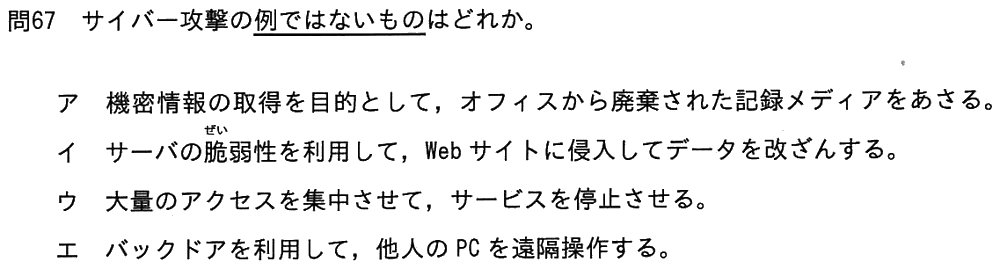 問67 サイバー攻撃の例ではないものはどれか。
ア 機密情報の取得を目的として，オフィスから廃棄された記録メディアをあさる。
ぜい
イ サーバの脆弱性を利用して，Web サイトに侵入してデータを改ざんする。
ウ 大量のアクセスを集中させて，サービスを停止させる。
エ バックドアを利用して，他人の PC を遠隔操作する。